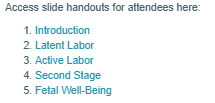 Access slide handouts for attendees here:
1. Introduction
2. Latent Labor
3. Active Labor
4. Second Stage
5. Fetal Well-Being